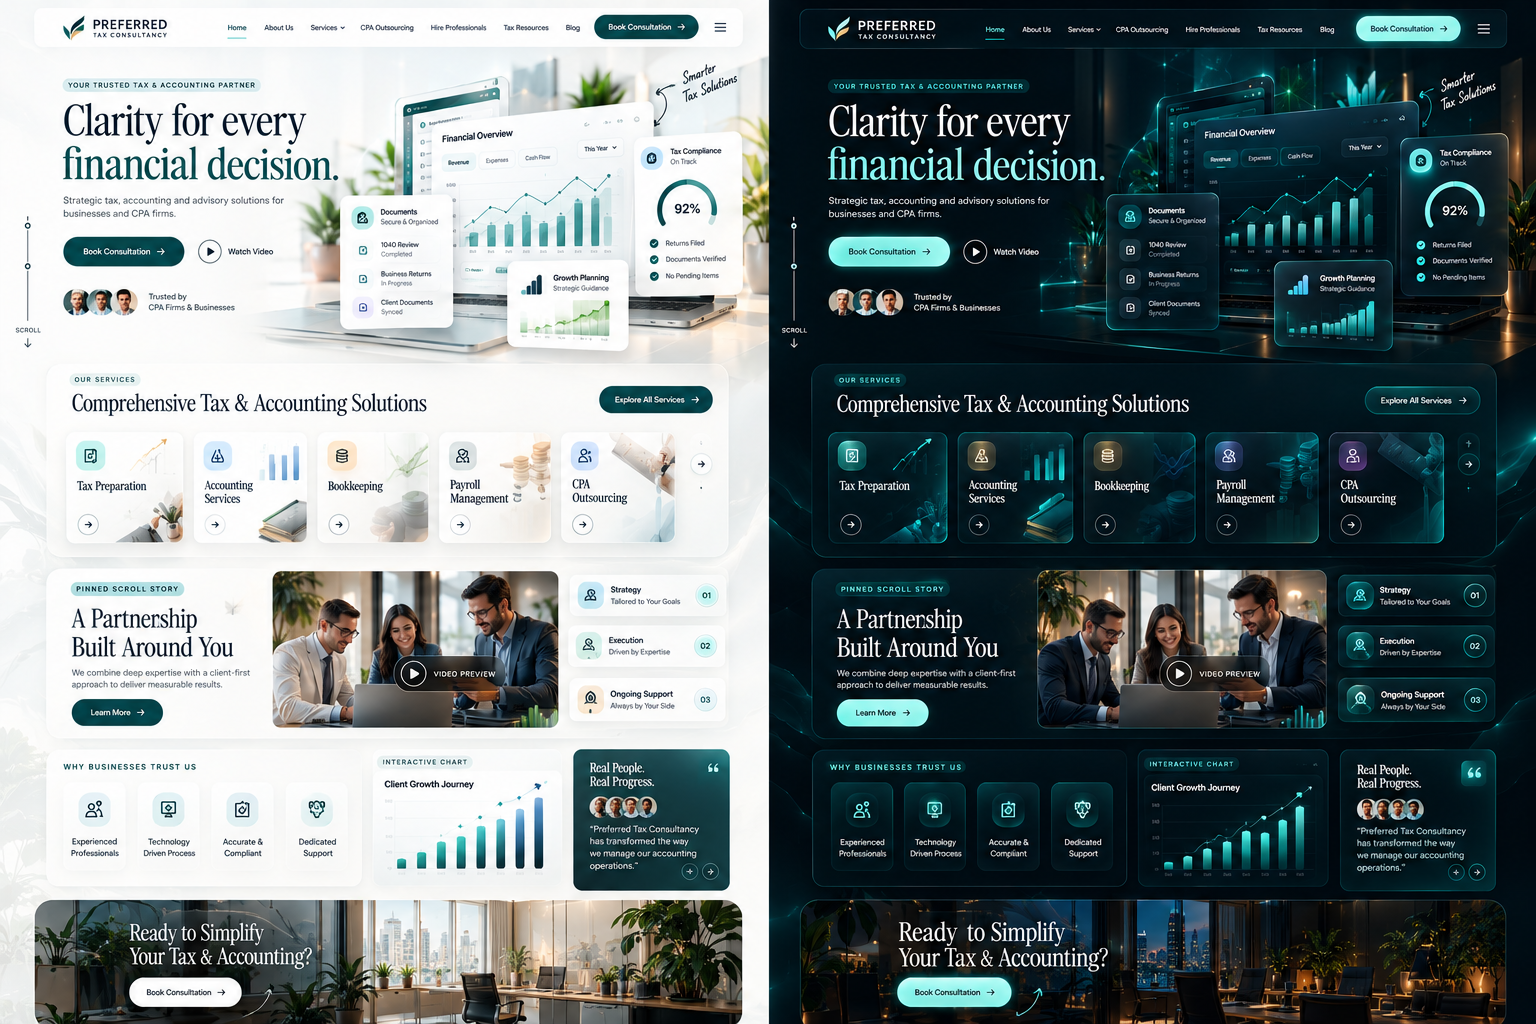 PREFERRED
TAX CONSULTANCY
Home
About Us
Services
CPA Outsourcing
Hire Professionals
Tax Resources
Blog
Book Consultation
YOUR TRUSTED TAX & ACCOUNTING PARTNER
Clarity for every
financial decision.
Strategic tax, accounting and advisory solutions for
businesses and CPA firms.
Book Consultation
Watch Video
Trusted by
CPA Firms & Businesses
SCROLL
Smarter
Tax Solutions
Financial Overview
Revenue
Expenses
Cash Flow
This Year
Tax Compliance
On Track
92%
Returns Filed
Documents Verified
No Pending Items
Documents
Secure & Organized
1040 Review
Completed
Business Returns
In Progress
Client Documents
Synced
Growth Planning
Strategic Guidance
OUR SERVICES
Comprehensive Tax & Accounting Solutions
Explore All Services
Tax Preparation
Accounting
Services
Bookkeeping
Payroll
Management
CPA
Outsourcing
PINNED SCROLL STORY
A Partnership
Built Around You
We combine deep expertise with a client-first
approach to deliver measurable results.
Learn More
VIDEO PREVIEW
Strategy
Tailored to Your Goals
01
Execution
Driven by Expertise
02
Ongoing Support
Always by Your Side
03
WHY BUSINESSES TRUST US
Experienced
Professionals
Technology
Driven Process
Accurate &
Compliant
Dedicated
Support
INTERACTIVE CHART
Client Growth Journey
Real People.
Real Progress.
"Preferred Tax Consultancy
has transformed the way
we manage our accounting
operations."
Ready to Simplify
Your Tax & Accounting?
Book Consultation
PREFERRED
TAX CONSULTANCY
Home
About Us
Services
CPA Outsourcing
Hire Professionals
Tax Resources
Blog
Book Consultation
YOUR TRUSTED TAX & ACCOUNTING PARTNER
Clarity for every
financial decision.
Strategic tax, accounting and advisory solutions for
businesses and CPA firms.
Book Consultation
Watch Video
Trusted by
CPA Firms & Businesses
SCROLL
Smarter
Tax Solutions
Financial Overview
Revenue
Expenses
Cash Flow
This Year
Tax Compliance
On Track
92%
Returns Filed
Documents Verified
No Pending Items
Documents
Secure & Organized
1040 Review
Completed
Business Returns
In Progress
Client Documents
Synced
Growth Planning
Strategic Guidance
OUR SERVICES
Comprehensive Tax & Accounting Solutions
Explore All Services
Tax Preparation
Accounting
Services
Bookkeeping
Payroll
Management
CPA
Outsourcing
PINNED SCROLL STORY
A Partnership
Built Around You
We combine deep expertise with a client-first
approach to deliver measurable results.
Learn More
VIDEO PREVIEW
Strategy
Tailored to Your Goals
01
Execution
Driven by Expertise
02
Ongoing Support
Always by Your Side
03
WHY BUSINESSES TRUST US
Experienced
Professionals
Technology
Driven Process
Accurate &
Compliant
Dedicated
Support
INTERACTIVE CHART
Client Growth Journey
Real People.
Real Progress.
"Preferred Tax Consultancy
has transformed the way
we manage our accounting
operations."
Ready to Simplify
Your Tax & Accounting?
Book Consultation